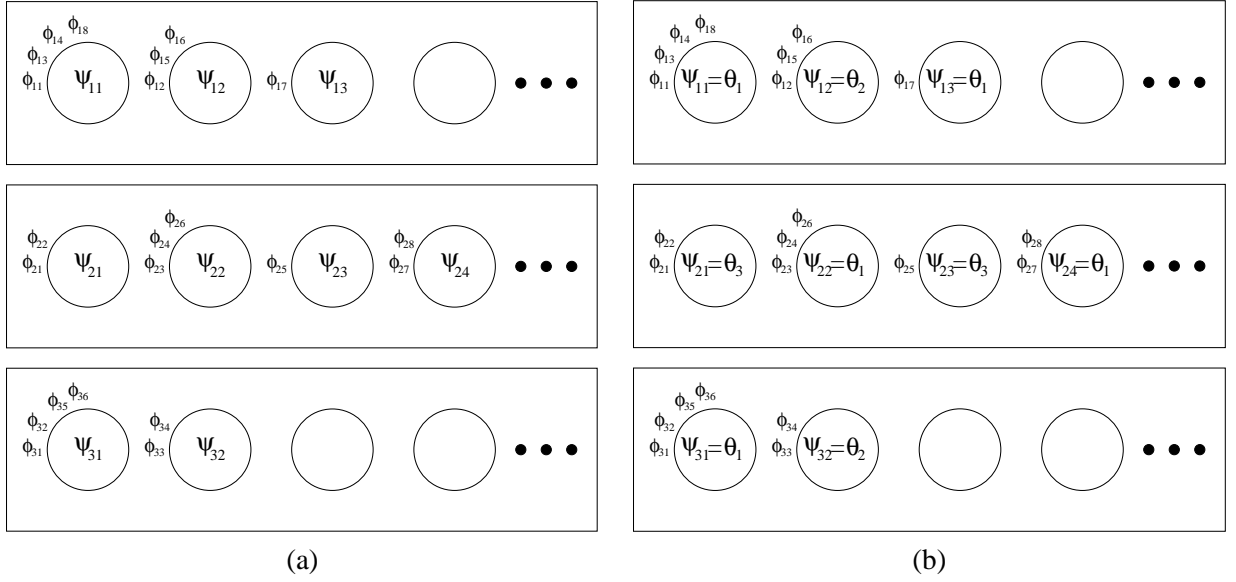 ϕ₁₄ ϕ₁₈
ϕ₁₃
ϕ₁₁ ψ₁₁
ϕ₁₆
ϕ₁₅
ϕ₁₂ ψ₁₂
ϕ₁₇ ψ₁₃
ϕ₂₂
ϕ₂₁ ψ₂₁
ϕ₂₆
ϕ₂₄
ϕ₂₃ ψ₂₂
ϕ₂₅ ψ₂₃
ϕ₂₈
ϕ₂₇ ψ₂₄
ϕ₃₅ ϕ₃₆
ϕ₃₂
ϕ₃₁ ψ₃₁
ϕ₃₄
ϕ₃₃ ψ₃₂
(a)
ϕ₁₄ ϕ₁₈
ϕ₁₃
ϕ₁₁ ψ₁₁=θ₁
ϕ₁₆
ϕ₁₅
ϕ₁₂ ψ₁₂=θ₂
ϕ₁₇ ψ₁₃=θ₁
ϕ₂₂
ϕ₂₁ ψ₂₁=θ₃
ϕ₂₆
ϕ₂₄
ϕ₂₃ ψ₂₂=θ₁
ϕ₂₅ ψ₂₃=θ₃
ϕ₂₈
ϕ₂₇ ψ₂₄=θ₁
ϕ₃₅ ϕ₃₆
ϕ₃₂
ϕ₃₁ ψ₃₁=θ₁
ϕ₃₄
ϕ₃₃ ψ₃₂=θ₂
(b)